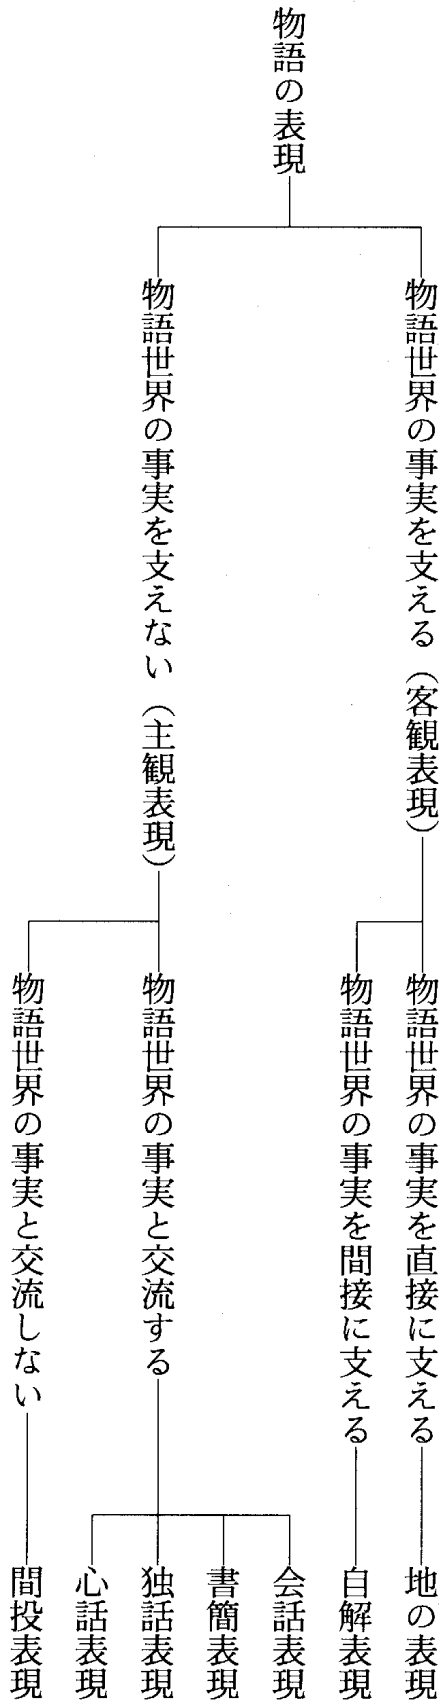 物語の表現
物語世界の事実を支える（客観表現）
物語世界の事実を支えない（主観表現）
物語世界の事実を直接に支える
物語世界の事実を間接に支える
物語世界の事実と交流する
物語世界の事実と交流しない
地の表現
自解表現
会話表現
書簡表現
独話表現
心話表現
間投表現